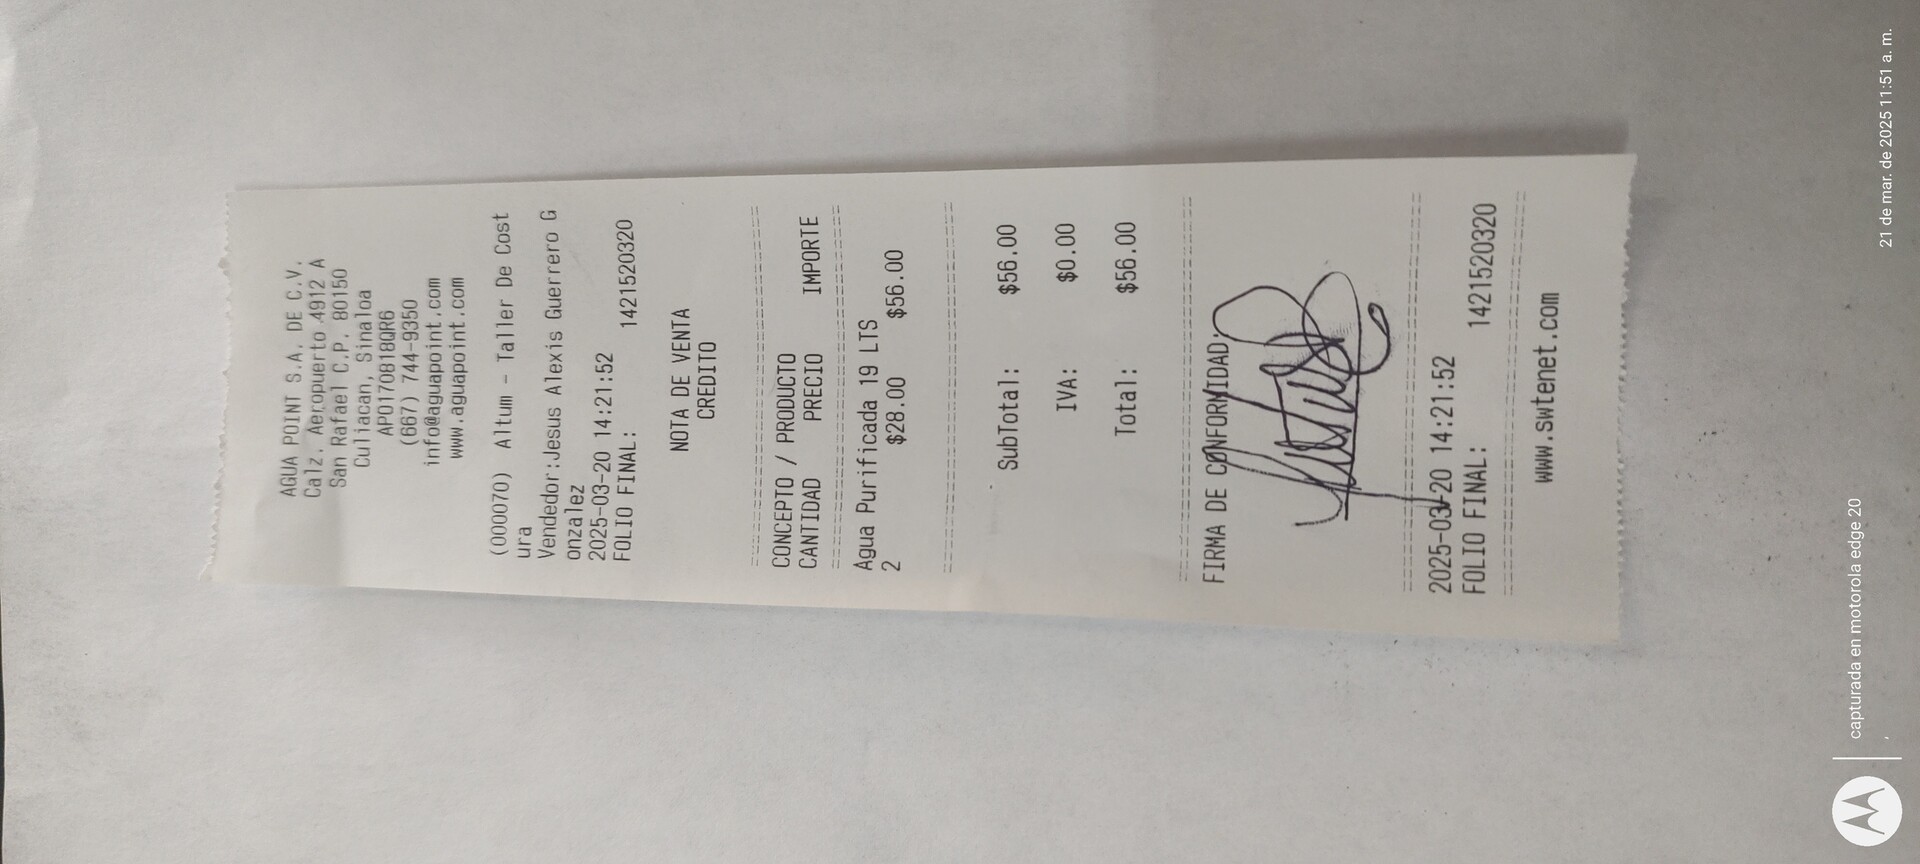 AGUA POINT S.A. DE C.V.
Calz. Aeropuerto 4912 A
San Rafael C.P. 80150
Culiacan, Sinaloa
APO170818QR6
(667) 744-9350
info@aguapoint.com
www.aguapoint.com
(000070) Altum - Taller De Cost
ura
Vendedor:Jesus Alexis Guerrero G
onzalez
2025-03-20 14:21:52
FOLIO FINAL: 1421520320
NOTA DE VENTA
CREDITO
CONCEPTO / PRODUCTO
CANTIDAD PRECIO IMPORTE
Agua Purificada 19 LTS
2 $28.00 $56.00
SubTotal: $56.00
IVA: $0.00
Total: $56.00
FIRMA DE CONFORMIDAD:
2025-03-20 14:21:52
FOLIO FINAL: 1421520320
www.swtenet.com
capturada en motorola edge 20
21 de mar. de 2025 11:51 a. m.